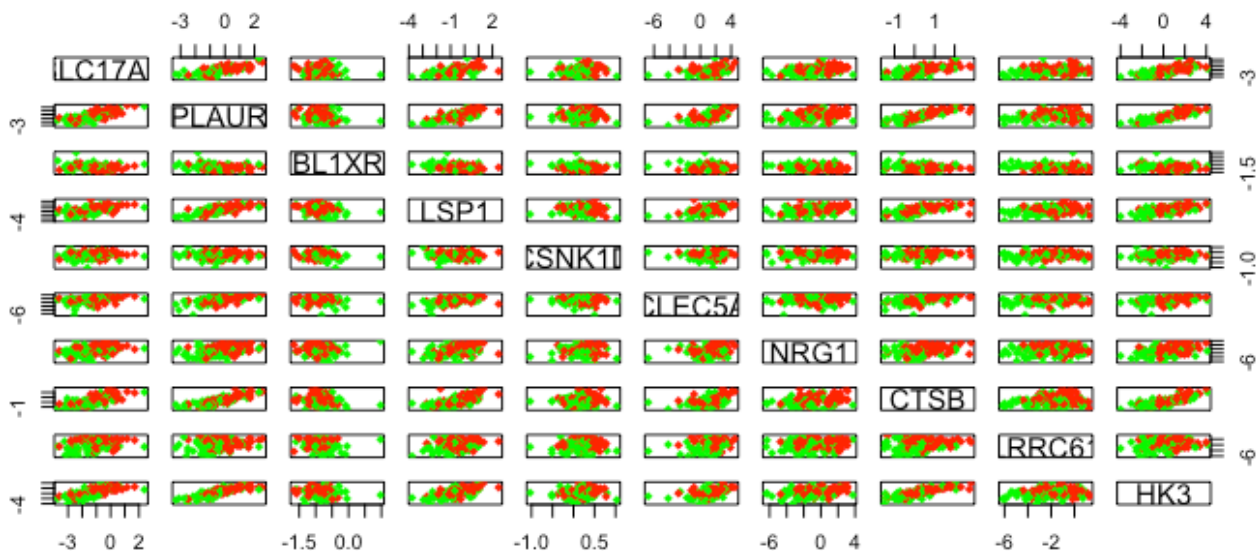 -3 0 2 -4 -1 2 -6 0 4 -1 1 -4 0 4
LC17A -3
-3 PLAUR
BL1XR -1.5
-4 LSP1
CSNK1D -1.0
-6 CLEC5A
NRG1 -6
-1 CTSB
RRC61 -6
-4 HK3
-3 0 2 -1.5 0.0 -1.0 0.5 -6 0 4 -6 -2